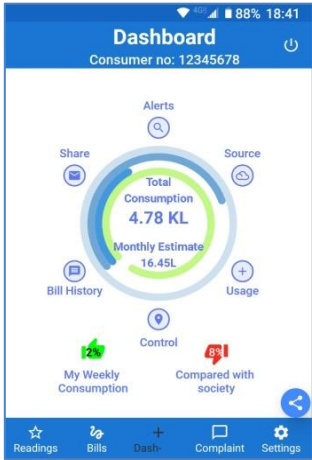 4GE 88% 18:41
Dashboard
Consumer no: 12345678
Alerts
Share
Source
Total
Consumption
4.78 KL
Monthly Estimate
16.45L
Bill History
Usage
Control
2%
8%
My Weekly
Consumption
Compared with
society
Readings
Bills
Dash-
Complaint
Settings